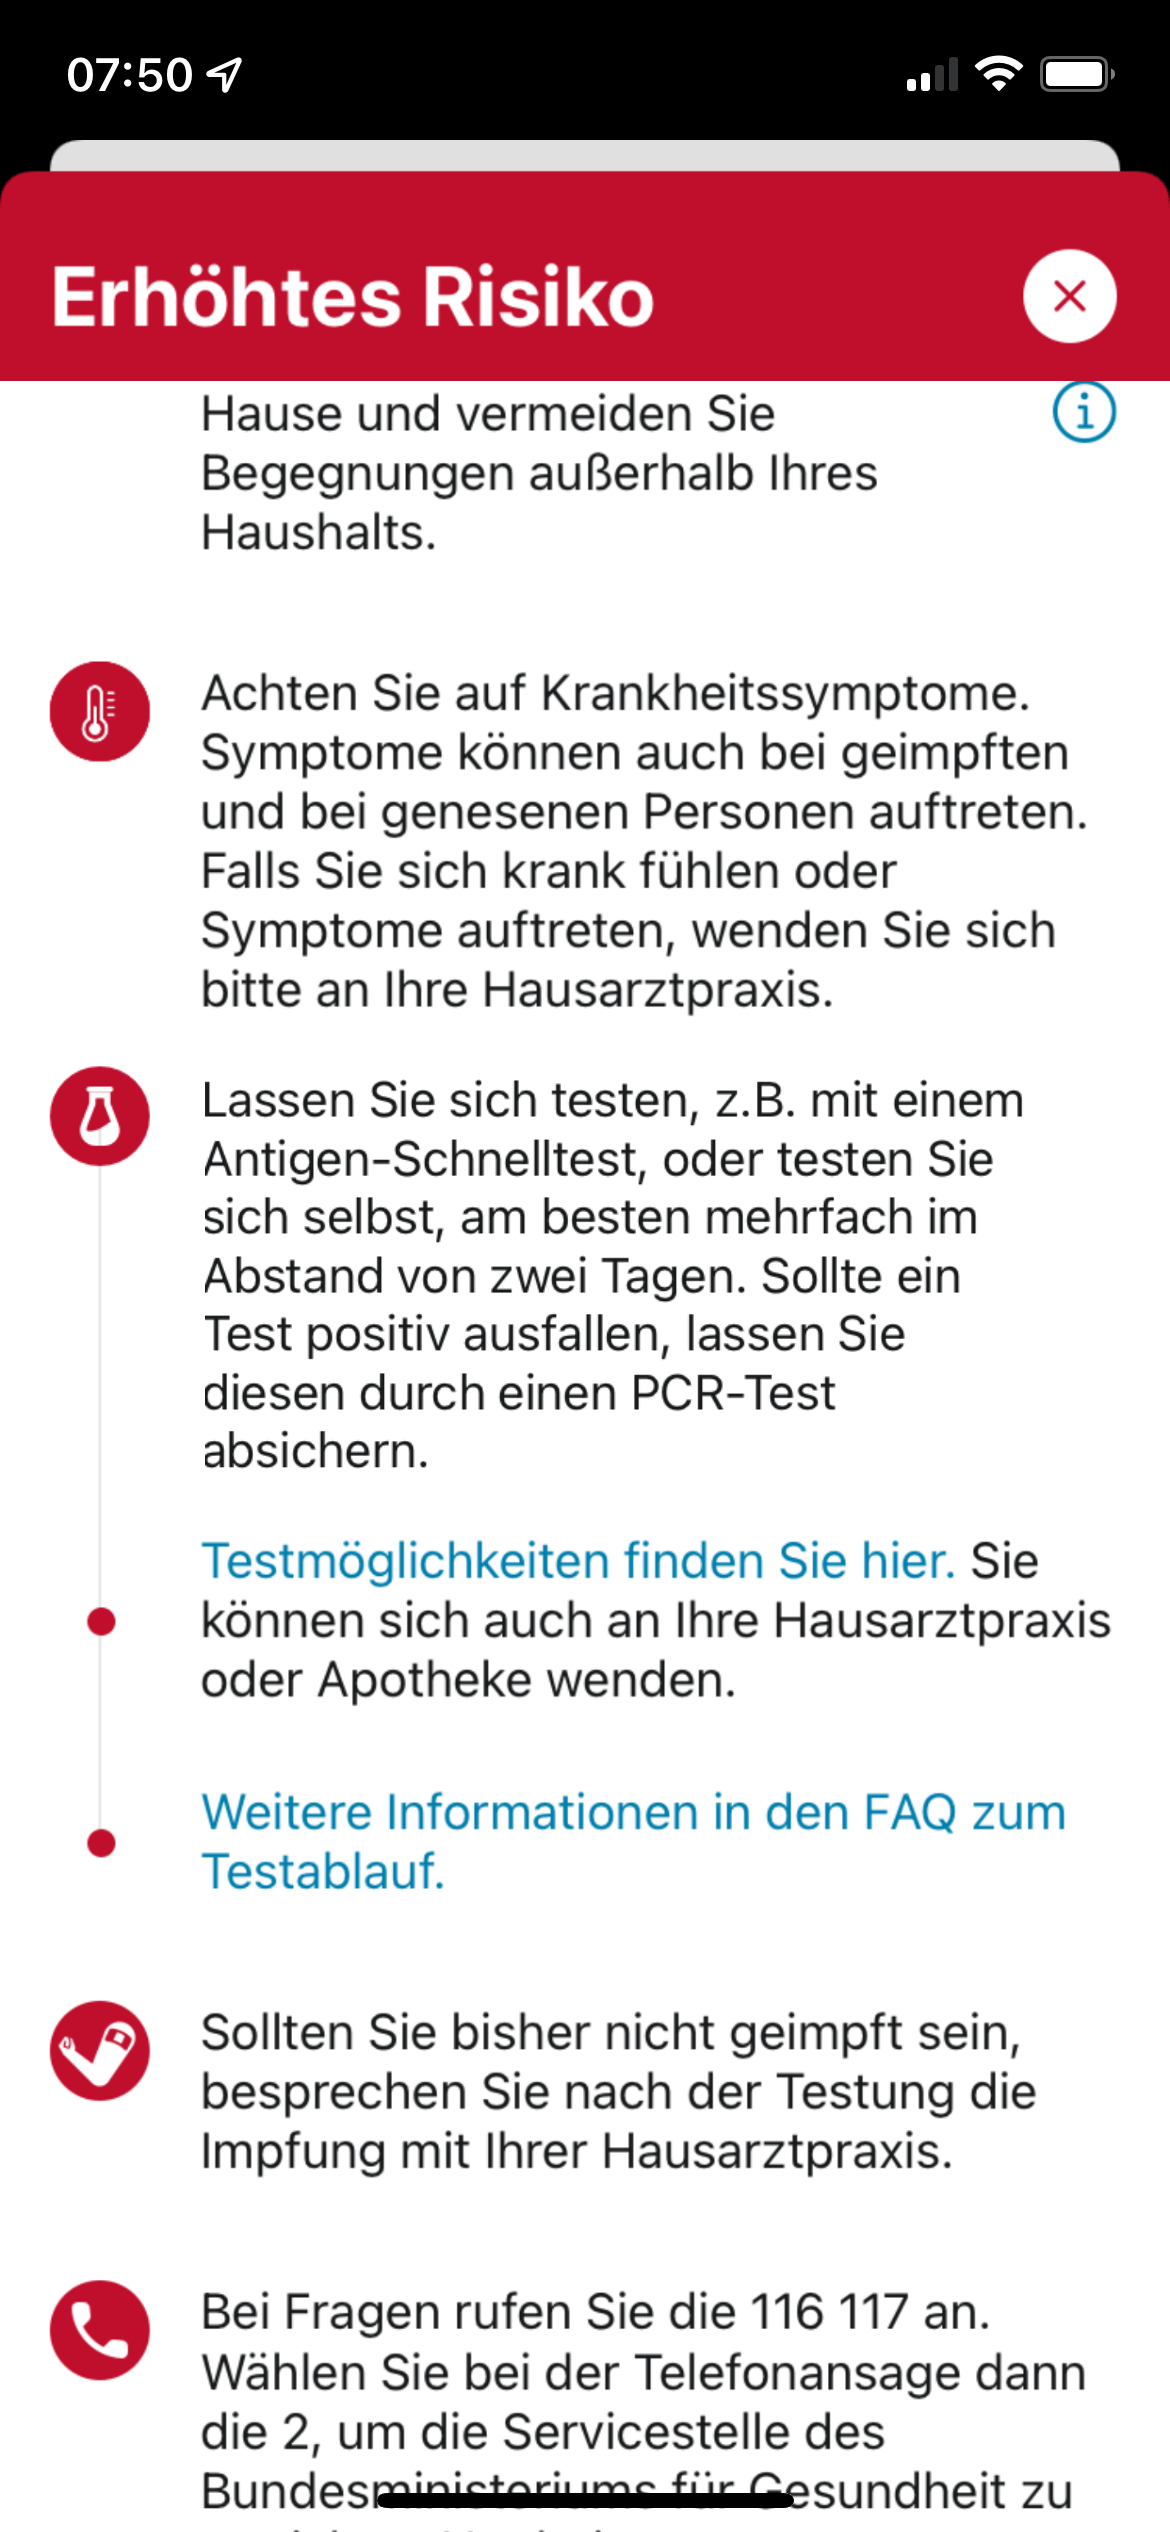 07:50
Erhöhtes Risiko
Hause und vermeiden Sie
Begegnungen außerhalb Ihres
Haushalts.
Achten Sie auf Krankheitssymptome.
Symptome können auch bei geimpften
und bei genesenen Personen auftreten.
Falls Sie sich krank fühlen oder
Symptome auftreten, wenden Sie sich
bitte an Ihre Hausarztpraxis.
Lassen Sie sich testen, z.B. mit einem
Antigen-Schnelltest, oder testen Sie
sich selbst, am besten mehrfach im
Abstand von zwei Tagen. Sollte ein
Test positiv ausfallen, lassen Sie
diesen durch einen PCR-Test
absichern.
Testmöglichkeiten finden Sie hier. Sie
können sich auch an Ihre Hausarztpraxis
oder Apotheke wenden.
Weitere Informationen in den FAQ zum
Testablauf.
Sollten Sie bisher nicht geimpft sein,
besprechen Sie nach der Testung die
Impfung mit Ihrer Hausarztpraxis.
Bei Fragen rufen Sie die 116 117 an.
Wählen Sie bei der Telefonansage dann
die 2, um die Servicestelle des
Bundesministeriums für Gesundheit zu